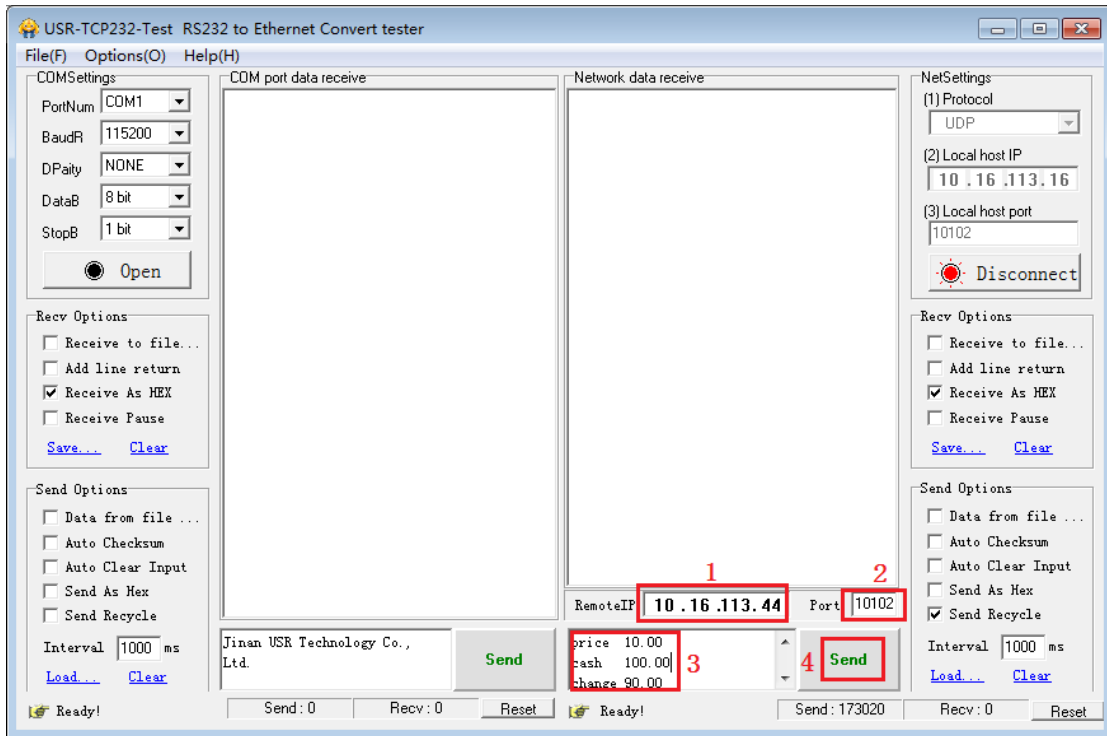 USR-TCP232-Test RS232 to Ethernet Convert tester
File(F) Options(O) Help(H)
COMSettings
PortNum COM1
BaudR 115200
DPaity NONE
DataB 8 bit
StopB 1 bit
Open
Recv Options
Receive to file...
Add line return
Receive As HEX
Receive Pause
Save... Clear
Send Options
Data from file ...
Auto Checksum
Auto Clear Input
Send As Hex
Send Recycle
Interval 1000 ms
Load... Clear
Ready!
COM port data receive
Jinan USR Technology Co.,
Ltd.
Send
Send : 0 Recv : 0 Reset
Network data receive
1 2
RemoteIP 10 . 16 .113. 44 Port 10102
price 10.00
cash 100.00
change 90.00
3
4 Send
Ready!
Send : 173020 Recv : 0 Reset
NetSettings
(1) Protocol
UDP
(2) Local host IP
10 . 16 .113. 16
(3) Local host port
10102
Disconnect
Recv Options
Receive to file...
Add line return
Receive As HEX
Receive Pause
Save... Clear
Send Options
Data from file ...
Auto Checksum
Auto Clear Input
Send As Hex
Send Recycle
Interval 1000 ms
Load... Clear